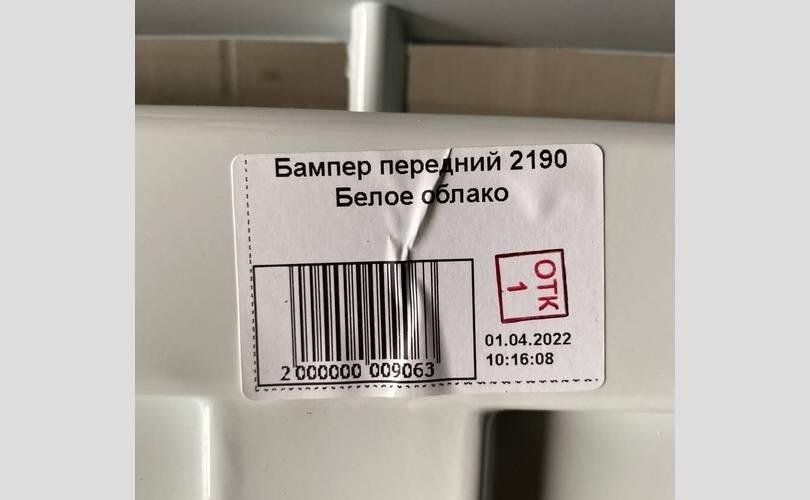 Бампер передний 2190
Белое облако
ОТК
1
01.04.2022
10:16:08
2 000000 009063